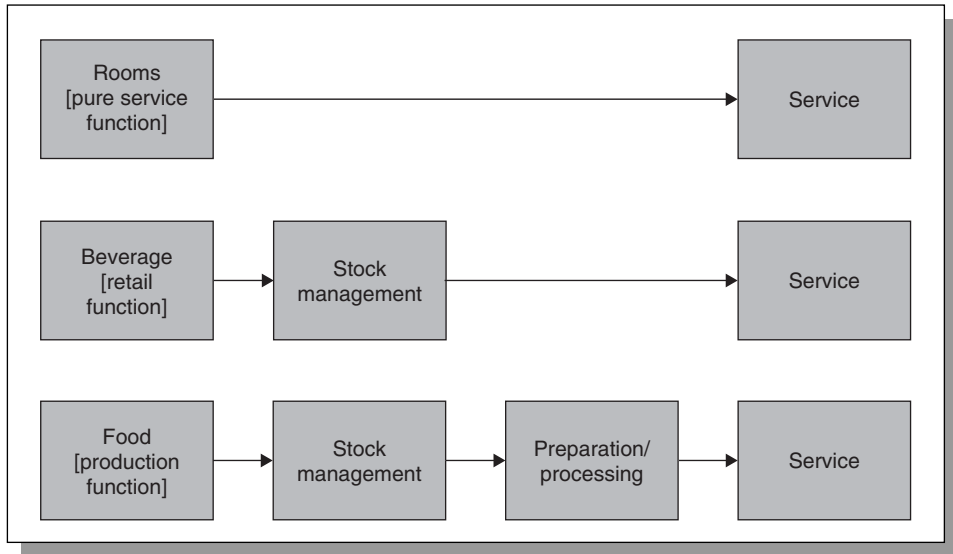 Rooms
[pure service
function]
Service
Beverage
[retail
function]
Stock
management
Service
Food
[production
function]
Stock
management
Preparation/
processing
Service